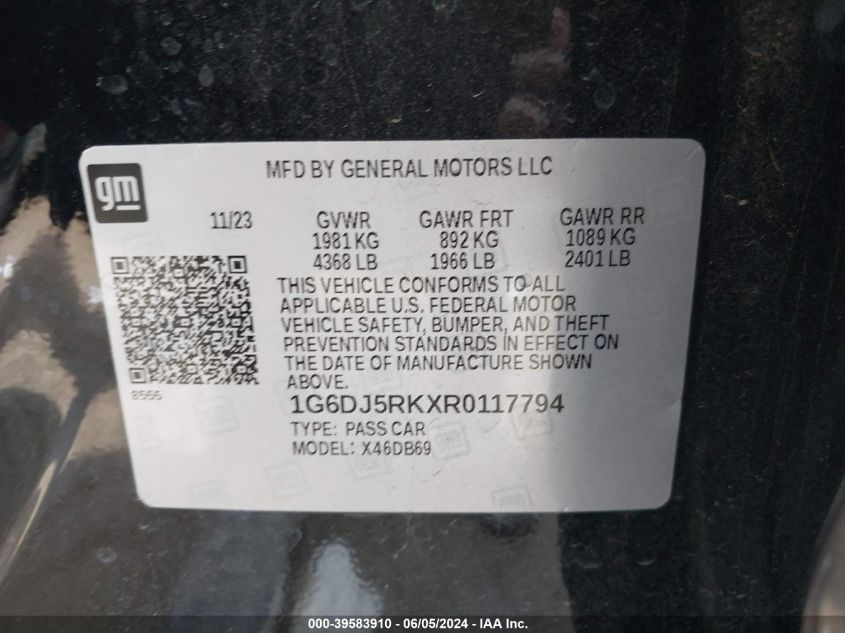 gm
MFD BY GENERAL MOTORS LLC
11/23 GVWR GAWR FRT GAWR RR
1981 KG 892 KG 1089 KG
4368 LB 1966 LB 2401 LB
THIS VEHICLE CONFORMS TO ALL
APPLICABLE U.S. FEDERAL MOTOR
VEHICLE SAFETY, BUMPER, AND THEFT
PREVENTION STANDARDS IN EFFECT ON
THE DATE OF MANUFACTURE SHOWN
ABOVE.
8566
1G6DJ5RKXR0117794
TYPE: PASS CAR
MODEL: X46DB69
000-39583910 - 06/05/2024 - IAA Inc.